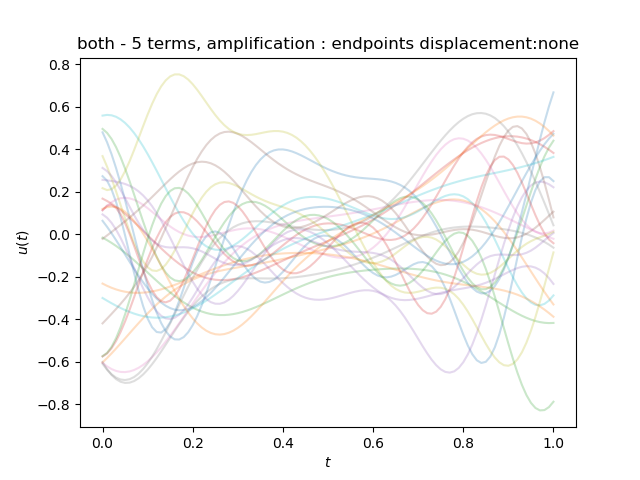 both - 5 terms, amplification : endpoints displacement:none
u(t)
0.8
0.6
0.4
0.2
0.0
−0.2
−0.4
−0.6
−0.8
0.0 0.2 0.4 0.6 0.8 1.0
t